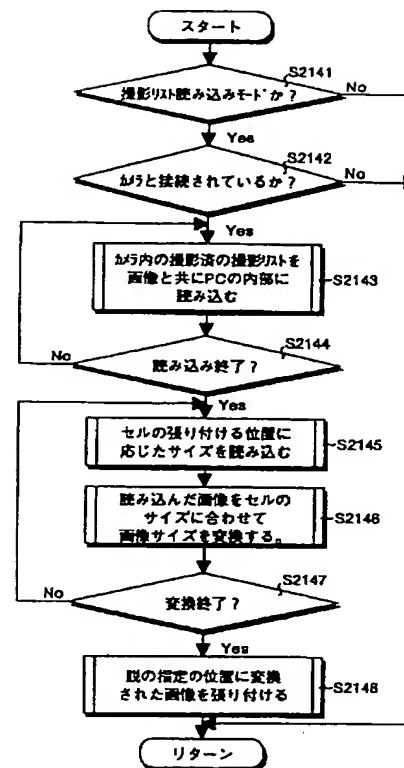 スタート
S2141
撮影リスト読み込みモードか?
No
Yes
S2142
カメラと接続されているか?
No
Yes
カメラ内の撮影済の撮影リストを
画像と共にPCの内部に
読み込む
S2143
S2144
No
読み込み終了?
Yes
セルの張り付ける位置に
応じたサイズを読み込む
S2145
読み込んだ画像をセルの
サイズに合わせて
画像サイズを変換する。
S2146
S2147
No
変換終了?
Yes
説の指定の位置に変換
された画像を張り付ける
S2148
リターン